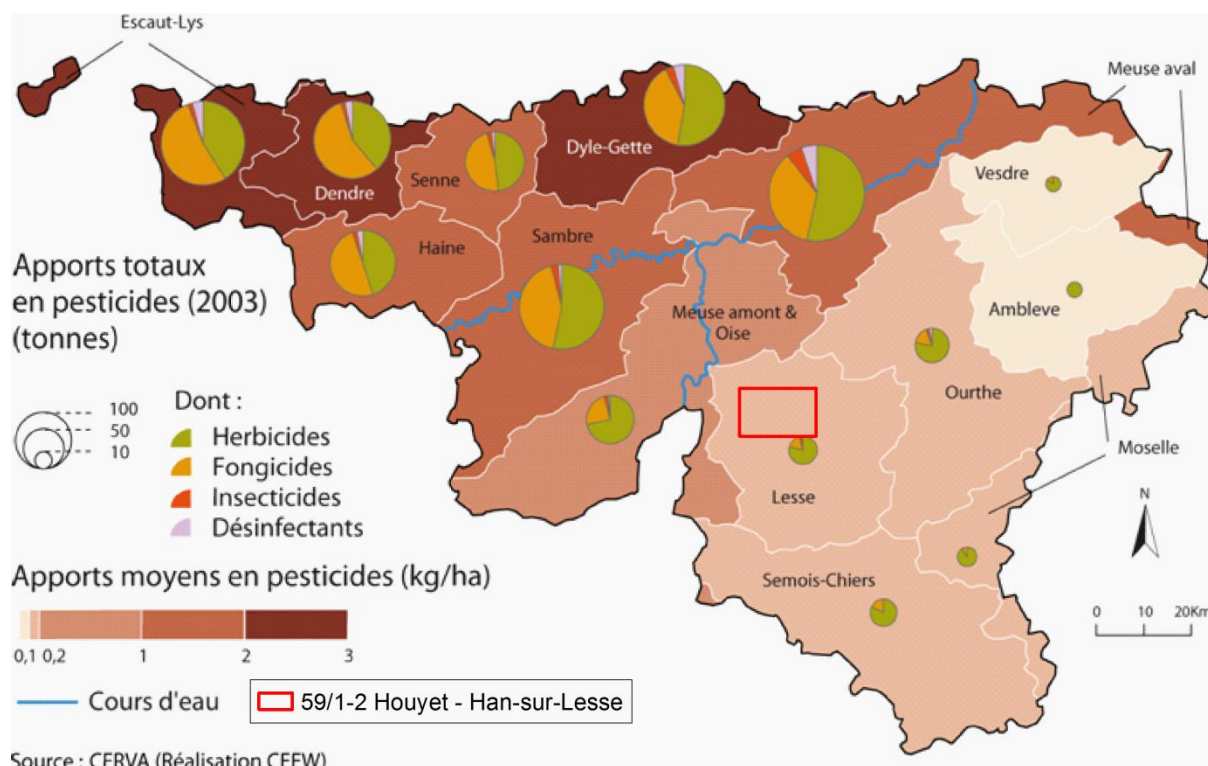 Escaut-Lys
Meuse aval
Dyle-Gette
Vesdre
Senne
Dendre
Haine
Sambre
Ambleve
Meuse amont &
Oise
Ourthe
Moselle
Lesse
Semois-Chiers
Apports totaux
en pesticides (2003)
(tonnes)
100
50
10
Dont :
Herbicides
Fongicides
Insecticides
Désinfectants
Apports moyens en pesticides (kg/ha)
0,1 0,2 1 2 3
N
0 10 20Km
Cours d'eau
59/1-2 Houyet - Han-sur-Lesse
Source : CERVA (Réalisation CEEW)